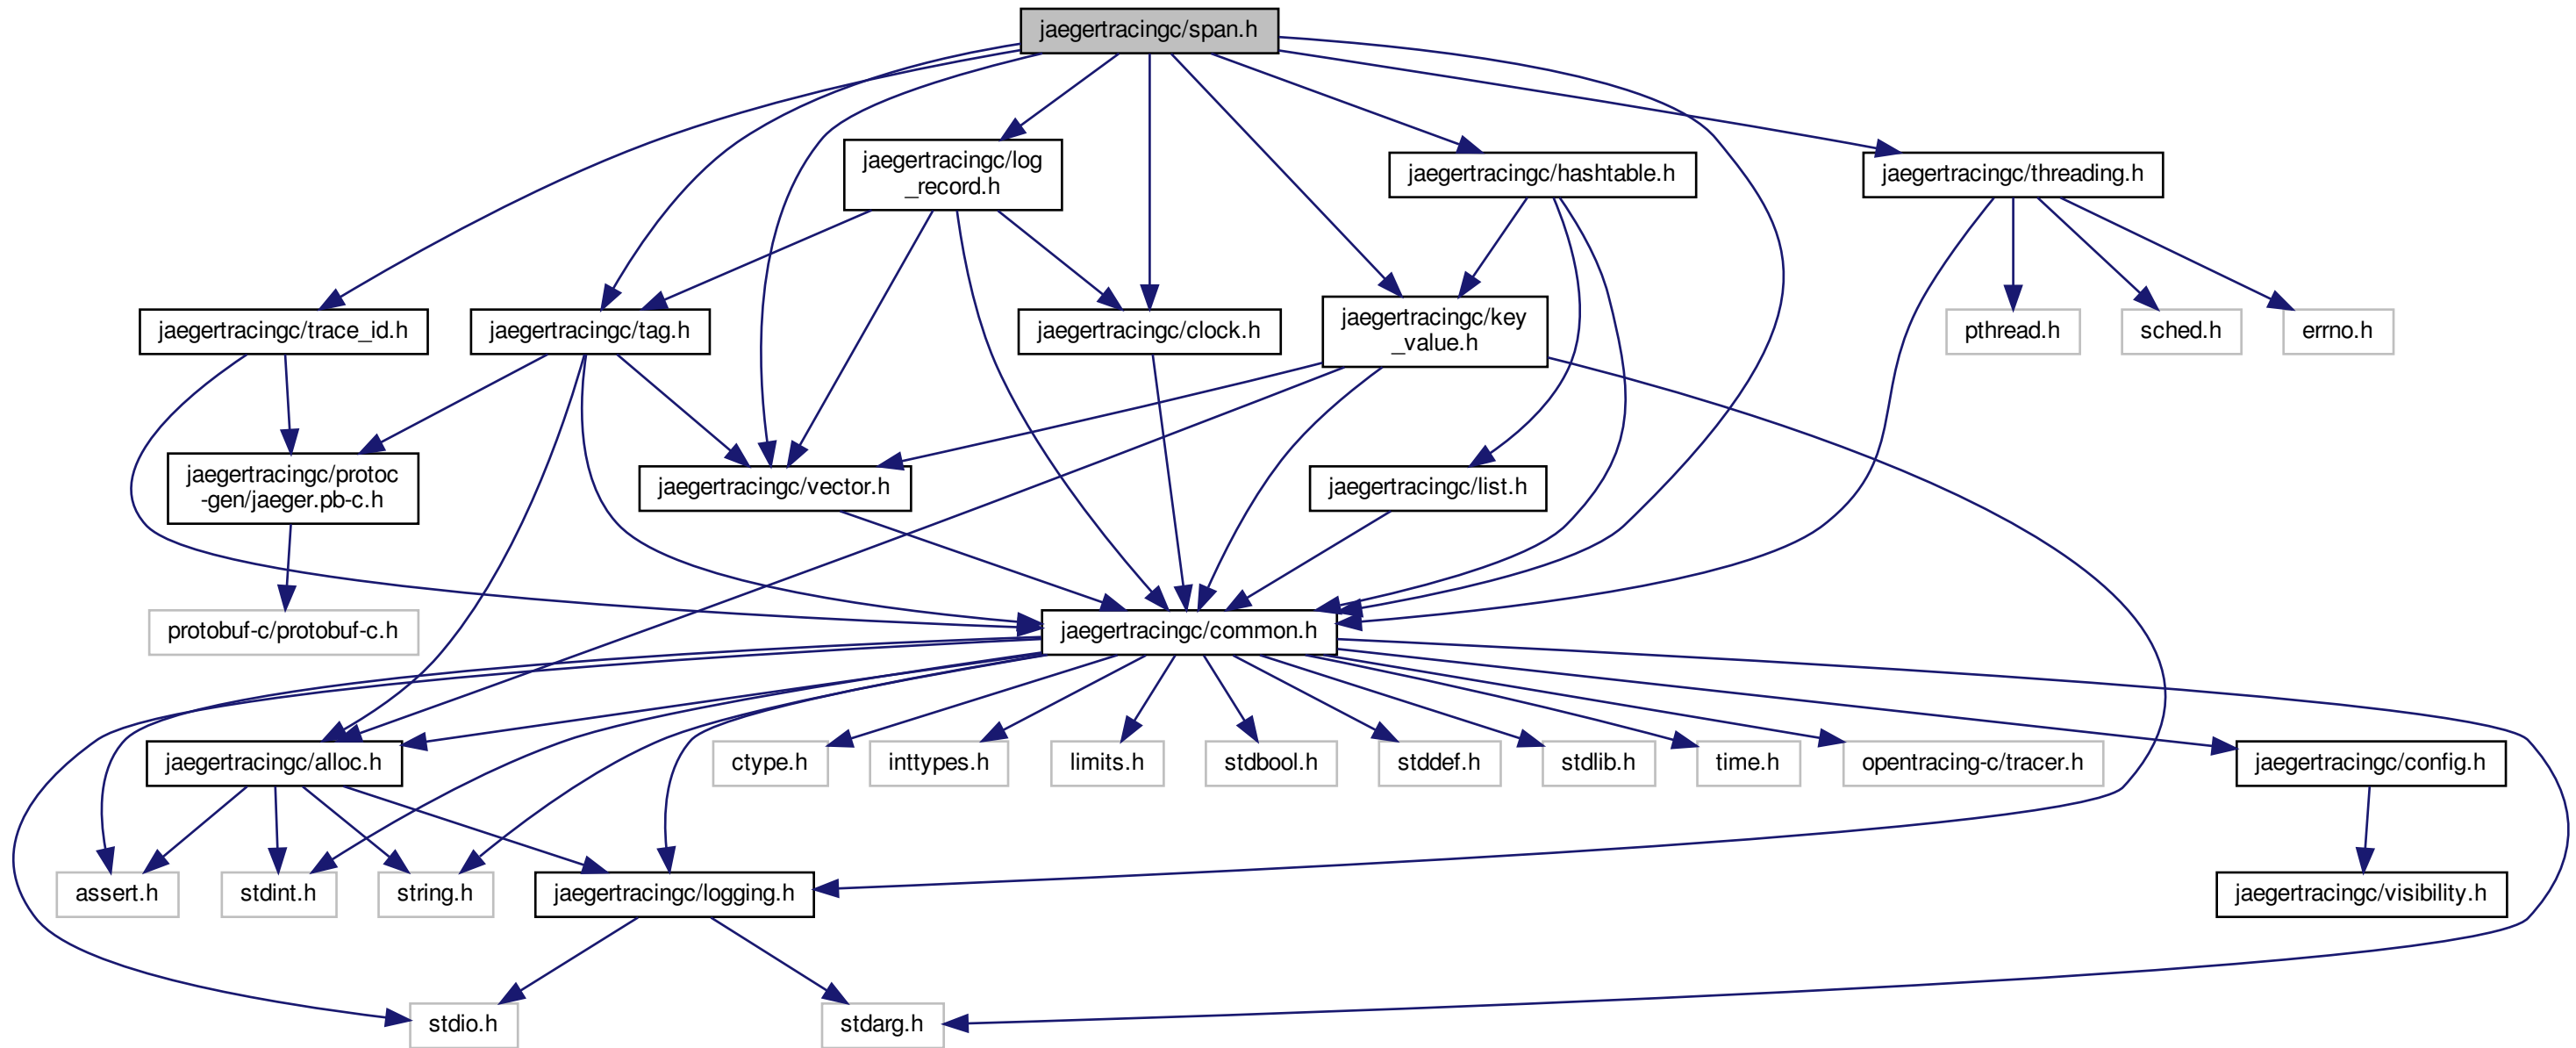 jaegertracingc/span.h
jaegertracingc/log
_record.h
jaegertracingc/hashtable.h
jaegertracingc/threading.h
jaegertracingc/trace_id.h
jaegertracingc/tag.h
jaegertracingc/clock.h
jaegertracingc/key
_value.h
pthread.h
sched.h
errno.h
jaegertracingc/protoc
-gen/jaeger.pb-c.h
jaegertracingc/vector.h
jaegertracingc/list.h
protobuf-c/protobuf-c.h
jaegertracingc/common.h
jaegertracingc/alloc.h
ctype.h
inttypes.h
limits.h
stdbool.h
stddef.h
stdlib.h
time.h
opentracing-c/tracer.h
jaegertracingc/config.h
assert.h
stdint.h
string.h
jaegertracingc/logging.h
jaegertracingc/visibility.h
stdio.h
stdarg.h